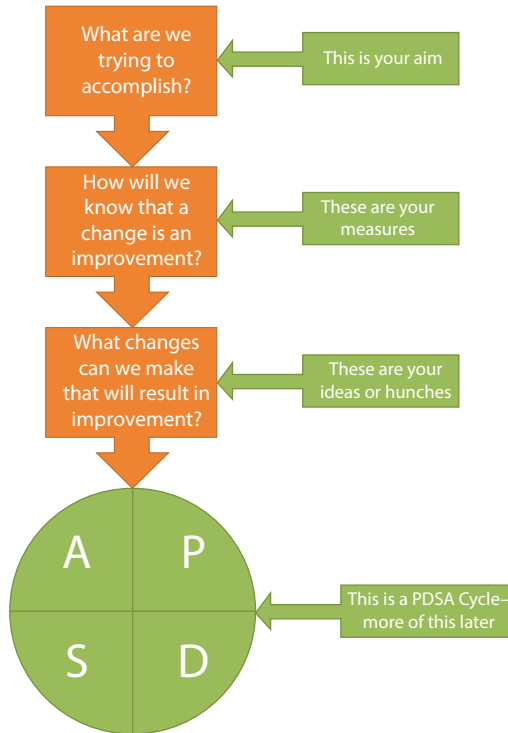 What are we
trying to
accomplish?
This is your aim
How will we
know that a
change is an
improvement?
These are your
measures
What changes
can we make
that will result in
improvement?
These are your
ideas or hunches
A P
S D
This is a PDSA Cycle–
more of this later